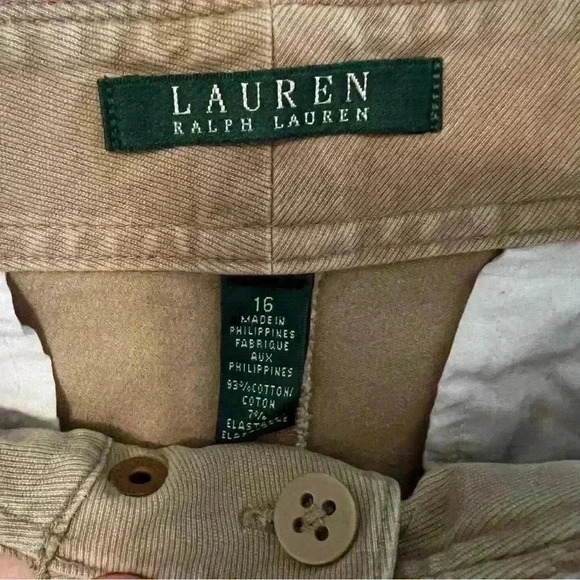 LAUREN
RALPH LAUREN
16
MADE IN
PHILIPPINES
FABRIQUE
AUX
PHILIPPINES
93% COTTON/
COTON
7%